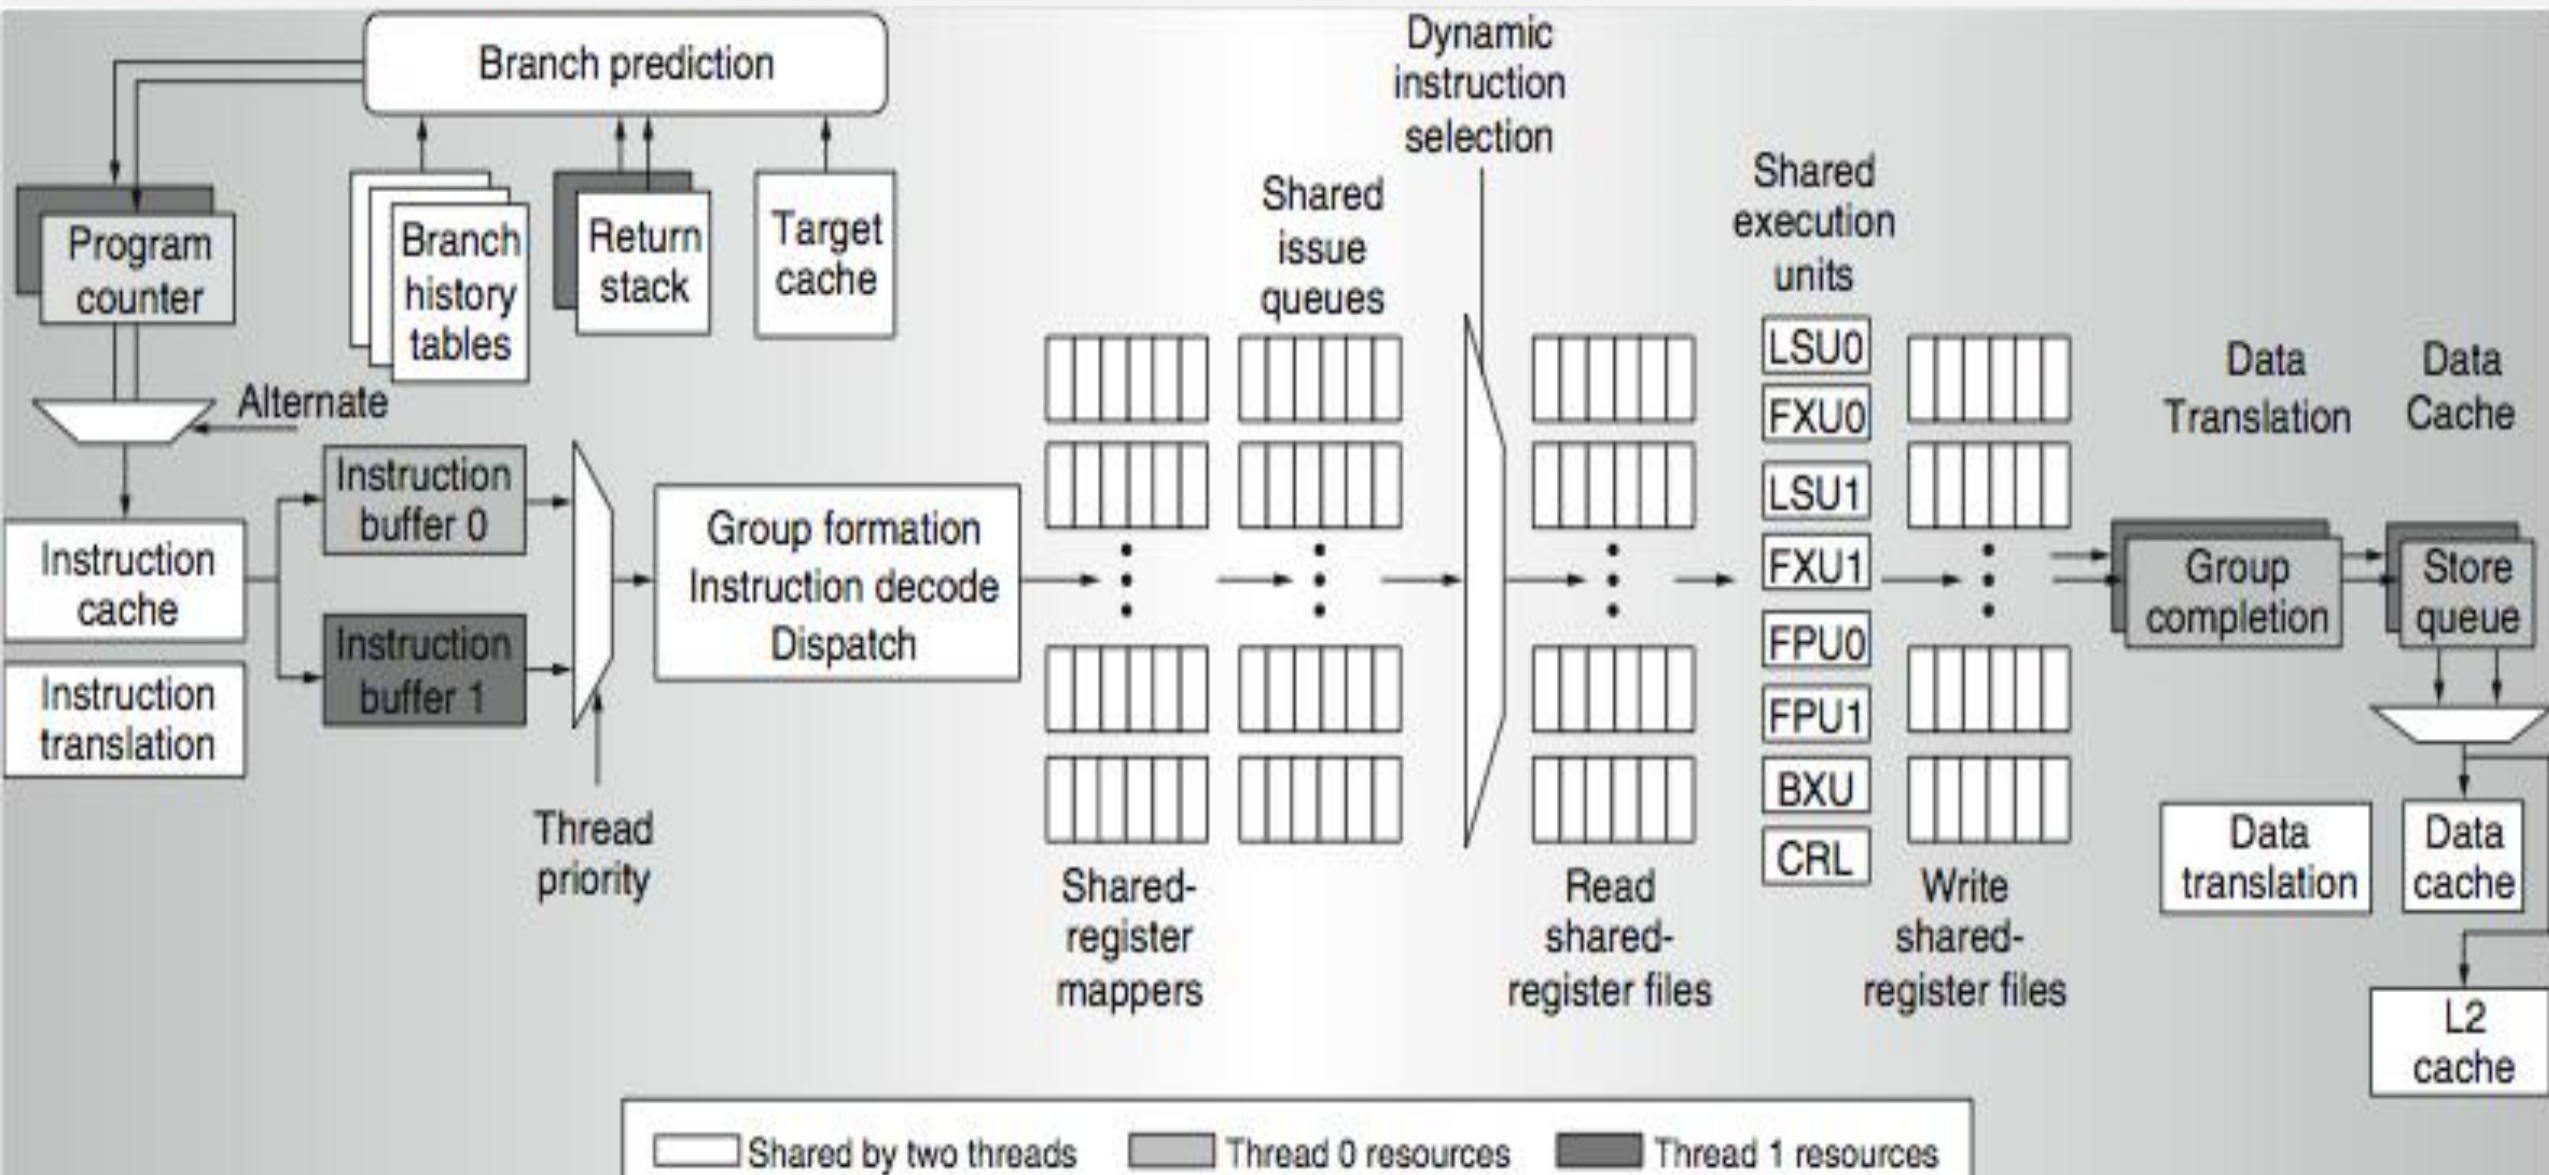 Branch prediction
Dynamic
instruction
selection
Program
counter
Branch
history
tables
Return
stack
Target
cache
Shared
issue
queues
Shared
execution
units
Alternate
Instruction
cache
Instruction
translation
Instruction
buffer 0
Instruction
buffer 1
Thread
priority
Group formation
Instruction decode
Dispatch
Shared-
register
mappers
Read
shared-
register files
LSU0
FXU0
LSU1
FXU1
FPU0
FPU1
BXU
CRL
Write
shared-
register files
Data
Translation
Data
Cache
Group
completion
Store
queue
Data
translation
Data
cache
L2
cache
Shared by two threads
Thread 0 resources
Thread 1 resources